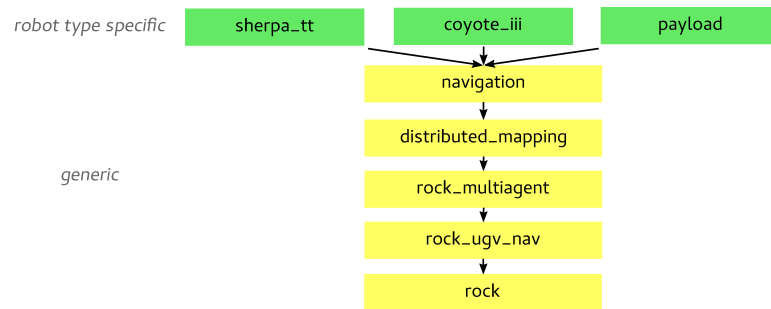 robot type specific
sherpa_tt
coyote_iii
payload
navigation
distributed_mapping
generic
rock_multiagent
rock_ugv_nav
rock